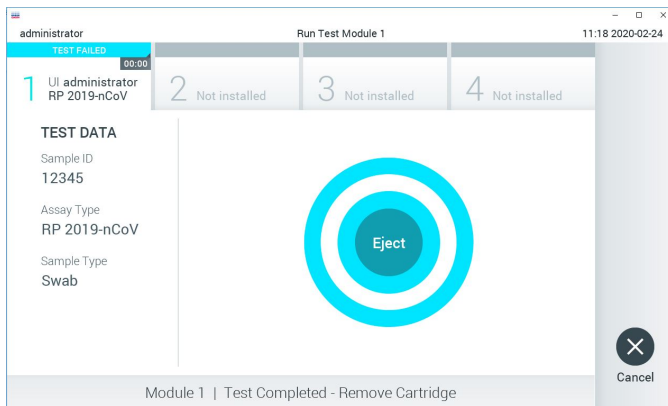 administrator
Run Test Module 1
11:18 2020-02-24
TEST FAILED
00:00
1
UI administrator
RP 2019-nCoV
2 Not installed
3 Not installed
4 Not installed
TEST DATA
Sample ID
12345
Assay Type
RP 2019-nCoV
Sample Type
Swab
Eject
Cancel
Module 1 | Test Completed - Remove Cartridge